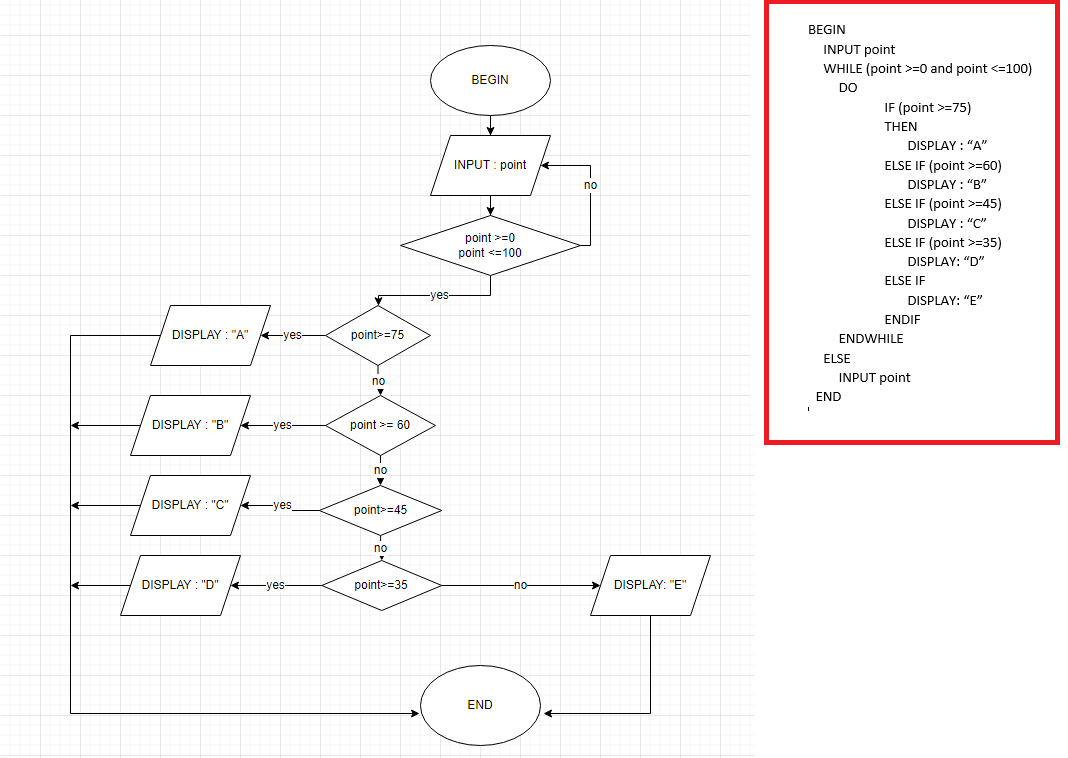 BEGIN
INPUT : point
no
point >=0
point <=100
yes
DISPLAY : "A"
yes
point>=75
no
DISPLAY : "B"
yes
point >= 60
no
DISPLAY : "C"
yes
point>=45
no
DISPLAY : "D"
yes
point>=35
no
DISPLAY: "E"
END
BEGIN
INPUT point
WHILE (point >=0 and point <=100)
DO
IF (point >=75)
THEN
DISPLAY : “A”
ELSE IF (point >=60)
DISPLAY : “B”
ELSE IF (point >=45)
DISPLAY : “C”
ELSE IF (point >=35)
DISPLAY: “D”
ELSE IF
DISPLAY: “E”
ENDIF
ENDWHILE
ELSE
INPUT point
END